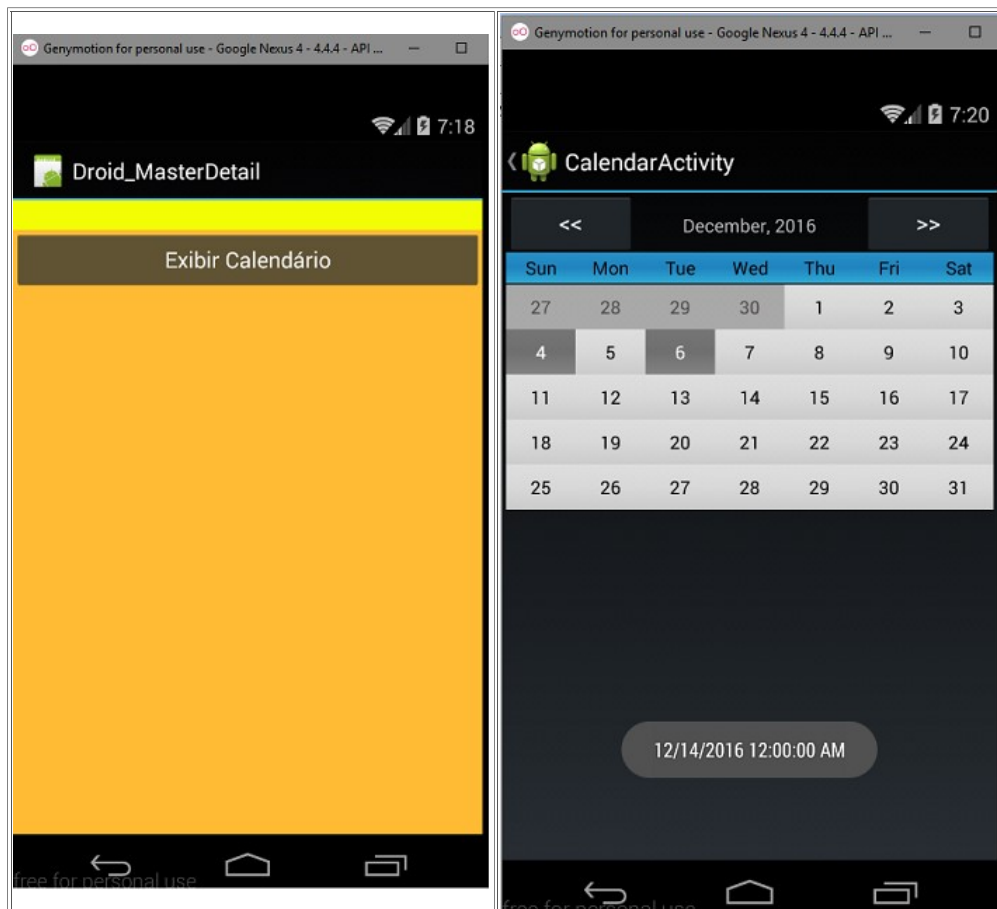 Genymotion for personal use - Google Nexus 4 - 4.4.4 - API ...
7:18
Droid_MasterDetail
Exibir Calendário
free for personal use
Genymotion for personal use - Google Nexus 4 - 4.4.4 - API ...
7:20
CalendarActivity
<< December, 2016 >>
Sun Mon Tue Wed Thu Fri Sat
27 28 29 30 1 2 3
4 5 6 7 8 9 10
11 12 13 14 15 16 17
18 19 20 21 22 23 24
25 26 27 28 29 30 31
12/14/2016 12:00:00 AM
free for personal use